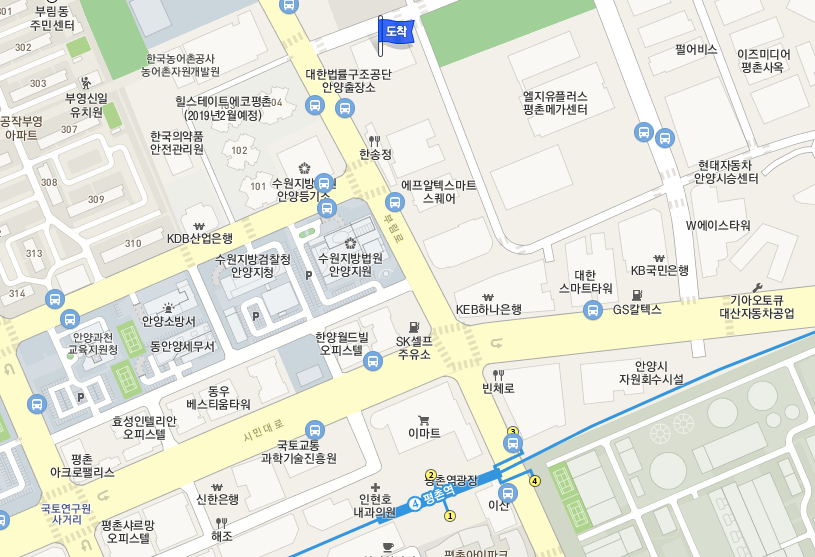 부림동
주민센터
302
303
302
부영신일
유치원
공작부영
아파트
307
308
309
310
313
314
한국농어촌공사
농어촌자원개발원
힐스테이트에코평촌
(2019년2월예정)
04
한국의약품
안전관리원
102
101
도착
대한법률구조공단
안양출장소
한송정
수원지방
원
안양등기소
에프알텍스마트
스퀘어
엘지유플러스
평촌메가센터
펄어비스
이즈미디어
평촌사옥
현대자동차
안양시승센터
W에이스타워
KB국민은행
대한
스마트타워
GS칼텍스
기아오토큐
대산자동차공업
KEB하나은행
KDB산업은행
수원지방검찰청
안양지청
수원지방법원
안양지원
P
P
P
부림로
안양소방서
안양과천
교육지원청
동안양세무서
한양월드빌
오피스텔
SK셀프
주유소
빈체로
안양시
자원회수시설
동우
베스티움타워
효성인텔리안
오피스텔
시민대로
이마트
국토교통
과학기술진흥원
평촌
아크로팰리스
신한은행
인현호
내과의원
평촌역광장
4 평촌역
1
2
3
4
이산
국토연구원
사거리
평촌샤르망
오피스텔
해조
평촌아이파크